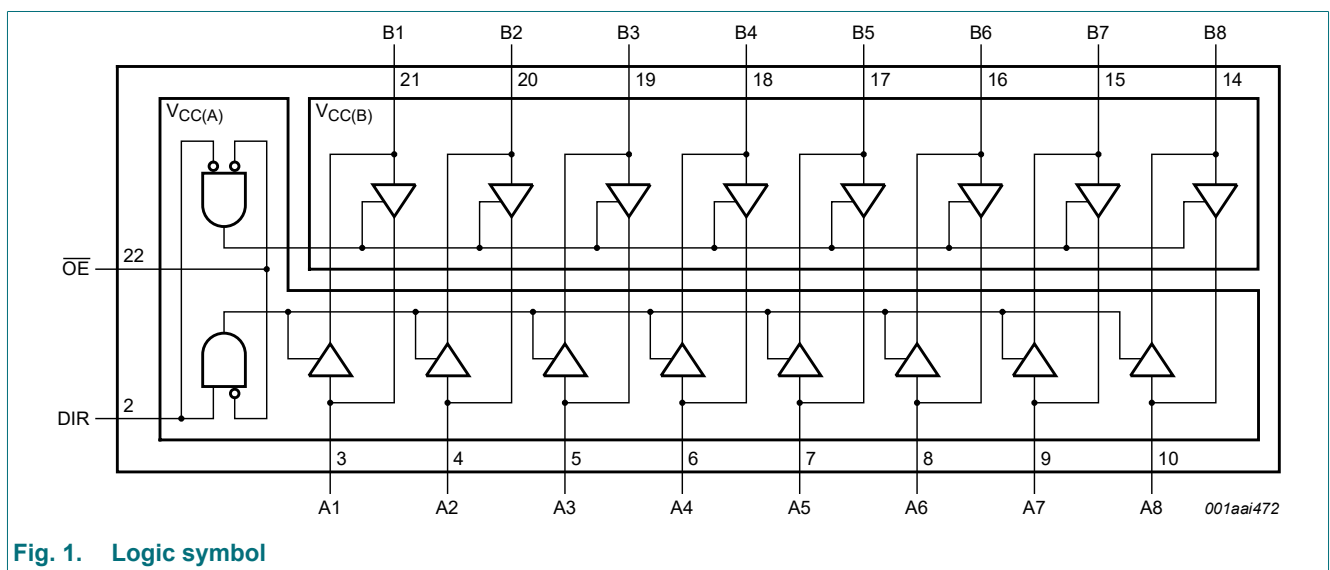 B1 B2 B3 B4 B5 B6 B7 B8
21 20 19 18 17 16 15 14
VCC(A) VCC(B)
OE 22
DIR 2
3 4 5 6 7 8 9 10
A1 A2 A3 A4 A5 A6 A7 A8 001aai472
Fig. 1. Logic symbol